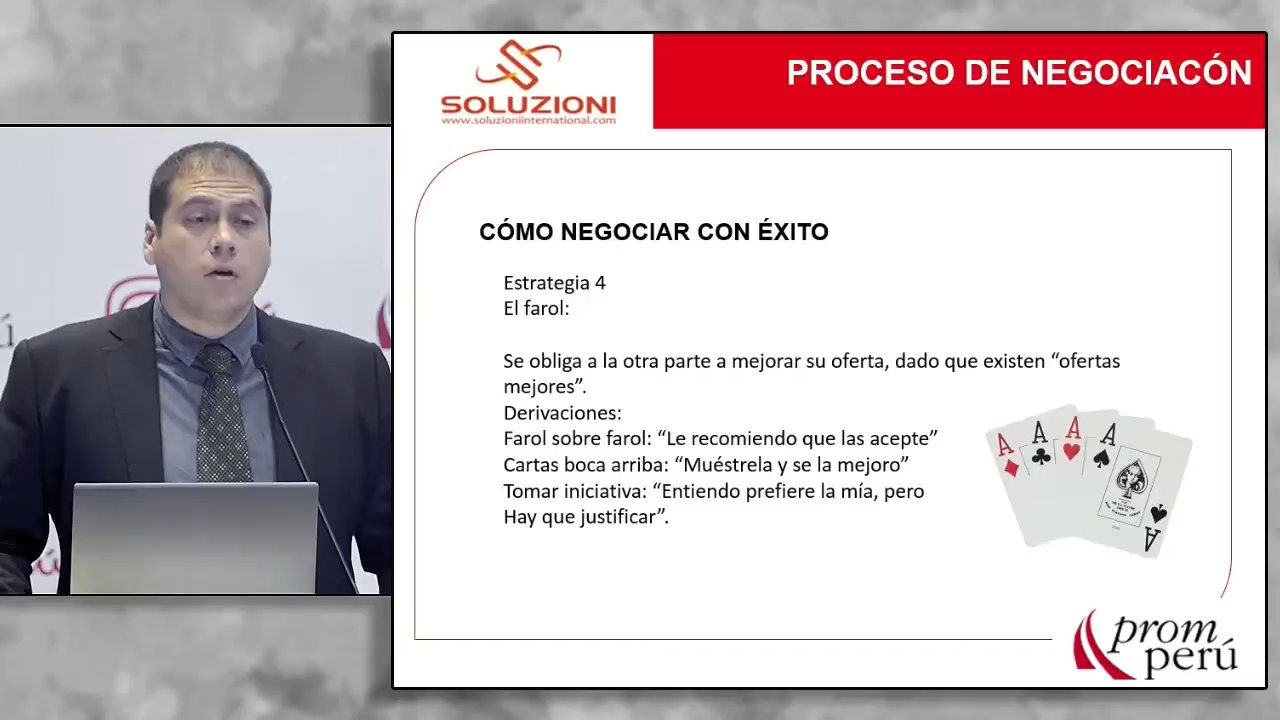 SOLUZIONI
www.soluzioniinternational.com
PROCESO DE NEGOCIACÓN
CÓMO NEGOCIAR CON ÉXITO
Estrategia 4
El farol:
Se obliga a la otra parte a mejorar su oferta, dado que existen “ofertas
mejores”.
Derivaciones:
Farol sobre farol: “Le recomiendo que las acepte”
Cartas boca arriba: “Muéstrela y se la mejoro”
Tomar iniciativa: “Entiendo prefiere la mía, pero
Hay que justificar”.
A A A A
A
prom
perú